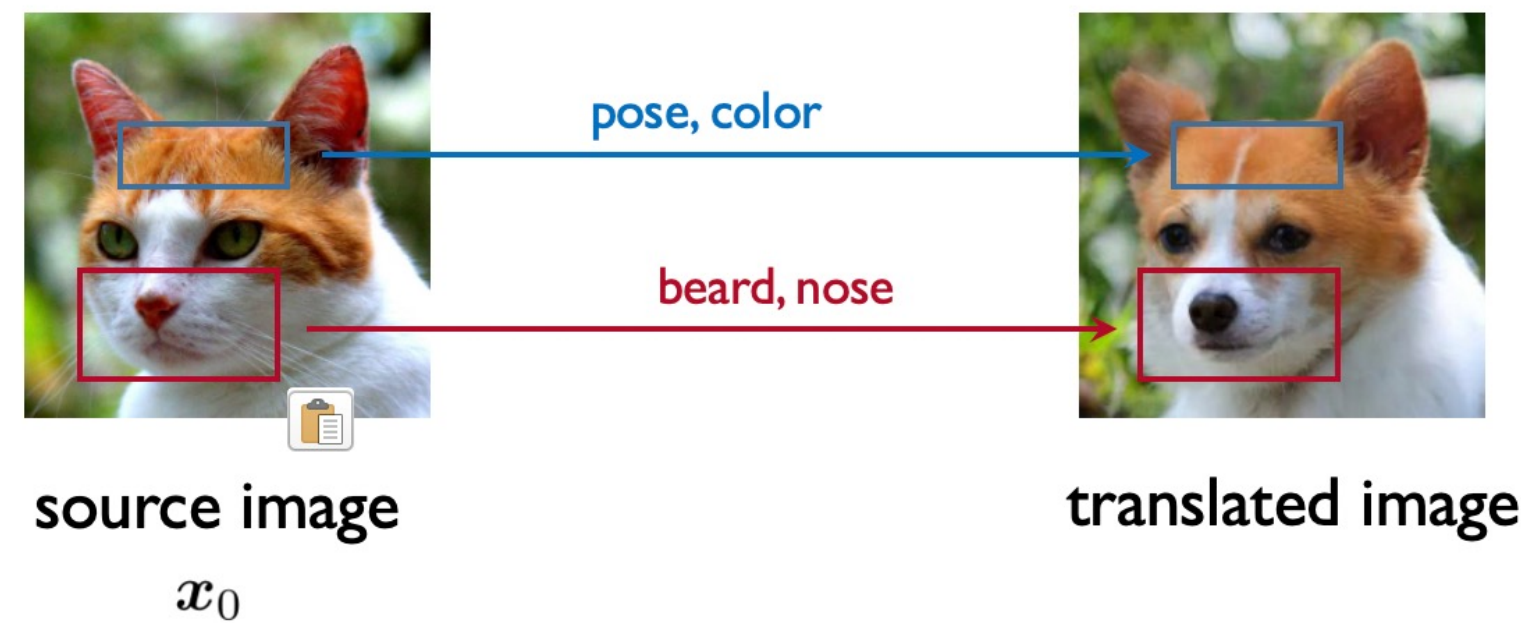 pose, color
beard, nose
source image
translated image
x₀